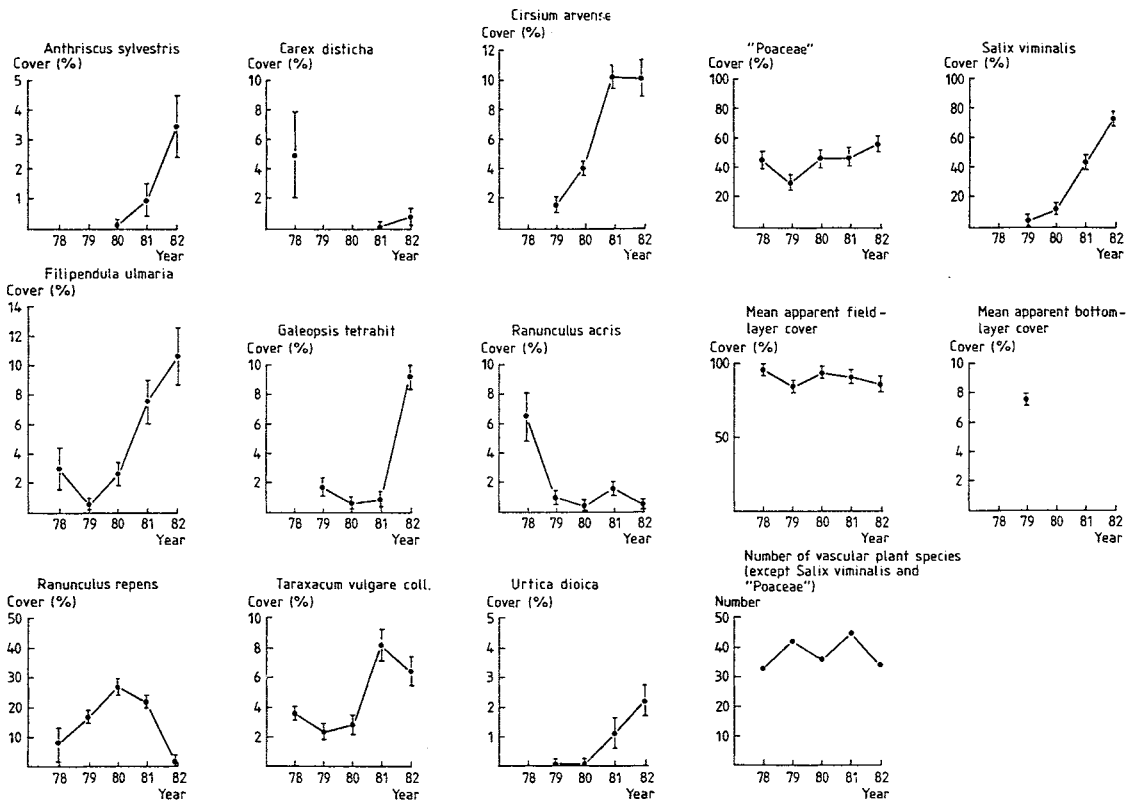 Anthriscus sylvestris
Cover (%)
5
4
3
2
1
78 79 80 81 82
Year
Carex disticha
Cover (%)
10
8
6
4
2
78 79 80 81 82
Year
Cirsium arvense
Cover (%)
12
10
8
6
4
2
78 79 80 81 82
Year
"Poaceae"
Cover (%)
100
80
60
40
20
78 79 80 81 82
Year
Salix viminalis
Cover (%)
100
80
60
40
20
78 79 80 81 82
Year
Filipendula ulmaria
Cover (%)
14
12
10
8
6
4
2
78 79 80 81 82
Year
Galeopsis tetrahit
Cover (%)
10
8
6
4
2
78 79 80 81 82
Year
Ranunculus acris
Cover (%)
10
8
6
4
2
78 79 80 81 82
Year
Mean apparent field-
layer cover
Cover (%)
100
50
78 79 80 81 82
Year
Mean apparent bottom-
layer cover
Cover (%)
10
8
6
4
2
78 79 80 81 82
Year
Ranunculus repens
Cover (%)
50
40
30
20
10
78 79 80 81 82
Year
Taraxacum vulgare coll.
Cover (%)
10
8
6
4
2
78 79 80 81 82
Year
Urtica dioica
Cover (%)
5
4
3
2
1
78 79 80 81 82
Year
Number of vascular plant species
(except Salix viminalis and
"Poaceae")
Number
50
40
30
20
10
78 79 80 81 82
Year